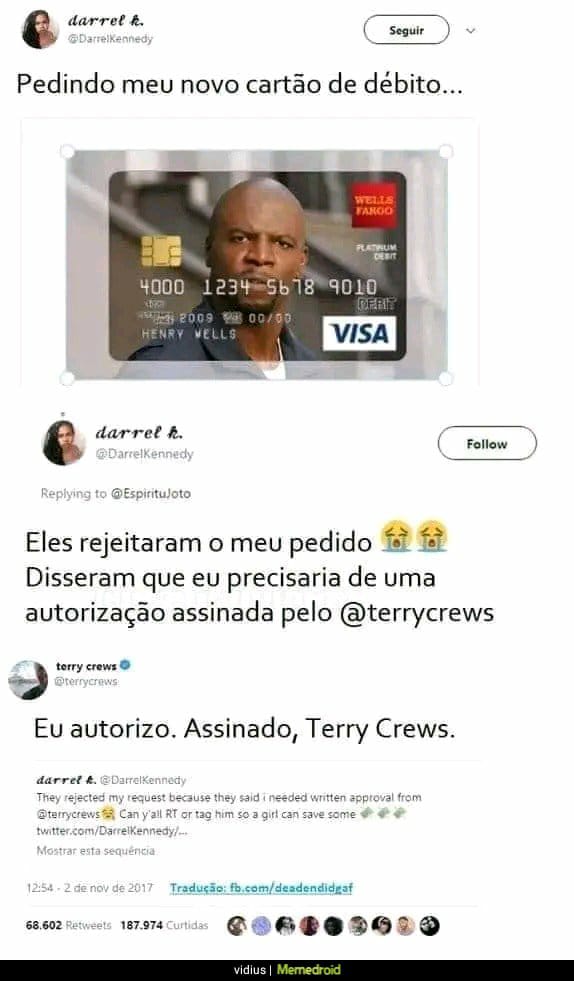 darrel k.
@DarrelKennedy
Seguir
Pedindo meu novo cartão de débito...
WELLS
FARGO
PLATINUM
DEBIT
4000 1234 5678 9010
DEBIT
2009 00/00
HENRY WELLS
VISA
darrel k.
@DarrelKennedy
Follow
Replying to @EspirituJoto
Eles rejeitaram o meu pedido 😭😭
Disseram que eu precisaria de uma
autorização assinada pelo @terrycrews
terry crews
@terrycrews
Eu autorizo. Assinado, Terry Crews.
darrel k. @DarrelKennedy
They rejected my request because they said i needed written approval from
@terrycrews😭 Can y'all RT or tag him so a girl can save some 💸💸💸
twitter.com/DarrelKennedy/...
Mostrar esta sequência
12:54 - 2 de nov de 2017 Tradução: fb.com/deadendidgaf
68.602 Retweets 187.974 Curtidas
vidius | Memedroid